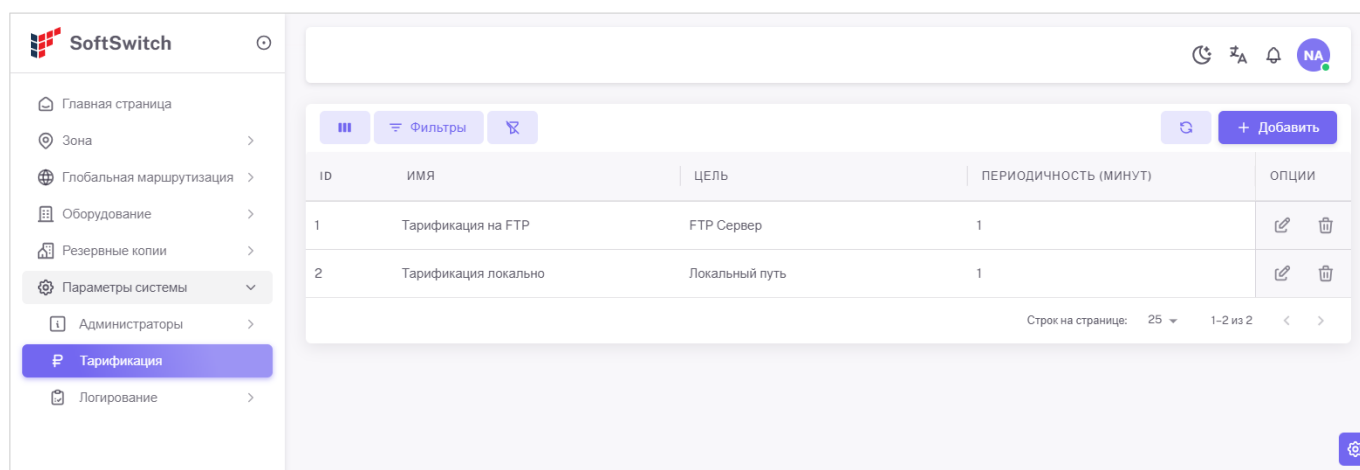 SoftSwitch
NA
Главная страница
Зона
Глобальная маршрутизация
Оборудование
Резервные копии
Параметры системы
Администраторы
Тарификация
Логирование
Фильтры
+ Добавить
ID ИМЯ ЦЕЛЬ ПЕРИОДИЧНОСТЬ (МИНУТ) ОПЦИИ
1 Тарификация на FTP FTP Сервер 1
2 Тарификация локально Локальный путь 1
Строк на странице: 25 1–2 из 2